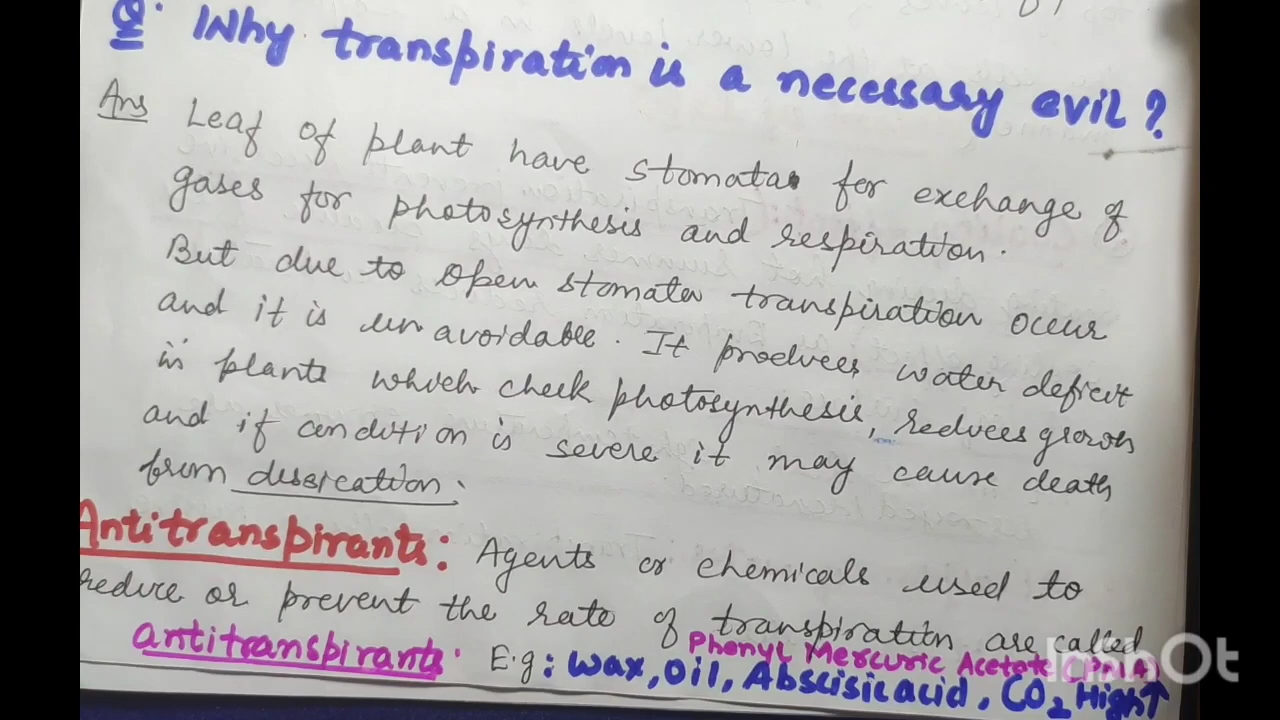 Q. Why transpiration is a necessary evil?
Ans Leaf of plant have stomata for exchange of
gases for photosynthesis and respiration.
But due to open stomata transpiration occur
and it is unavoidable. It produces water deficit
in plants which check photosynthesis, reduces growth
and if condition is severe it may cause death
from dessication.
Antitranspirants: Agents or chemicals used to
reduce or prevent the rate of transpiration are called
antitranspirants. E.g: Wax, Oil, Abscisic acid, CO₂ High↑
Phenyl Mercuric Acetate (PMA)